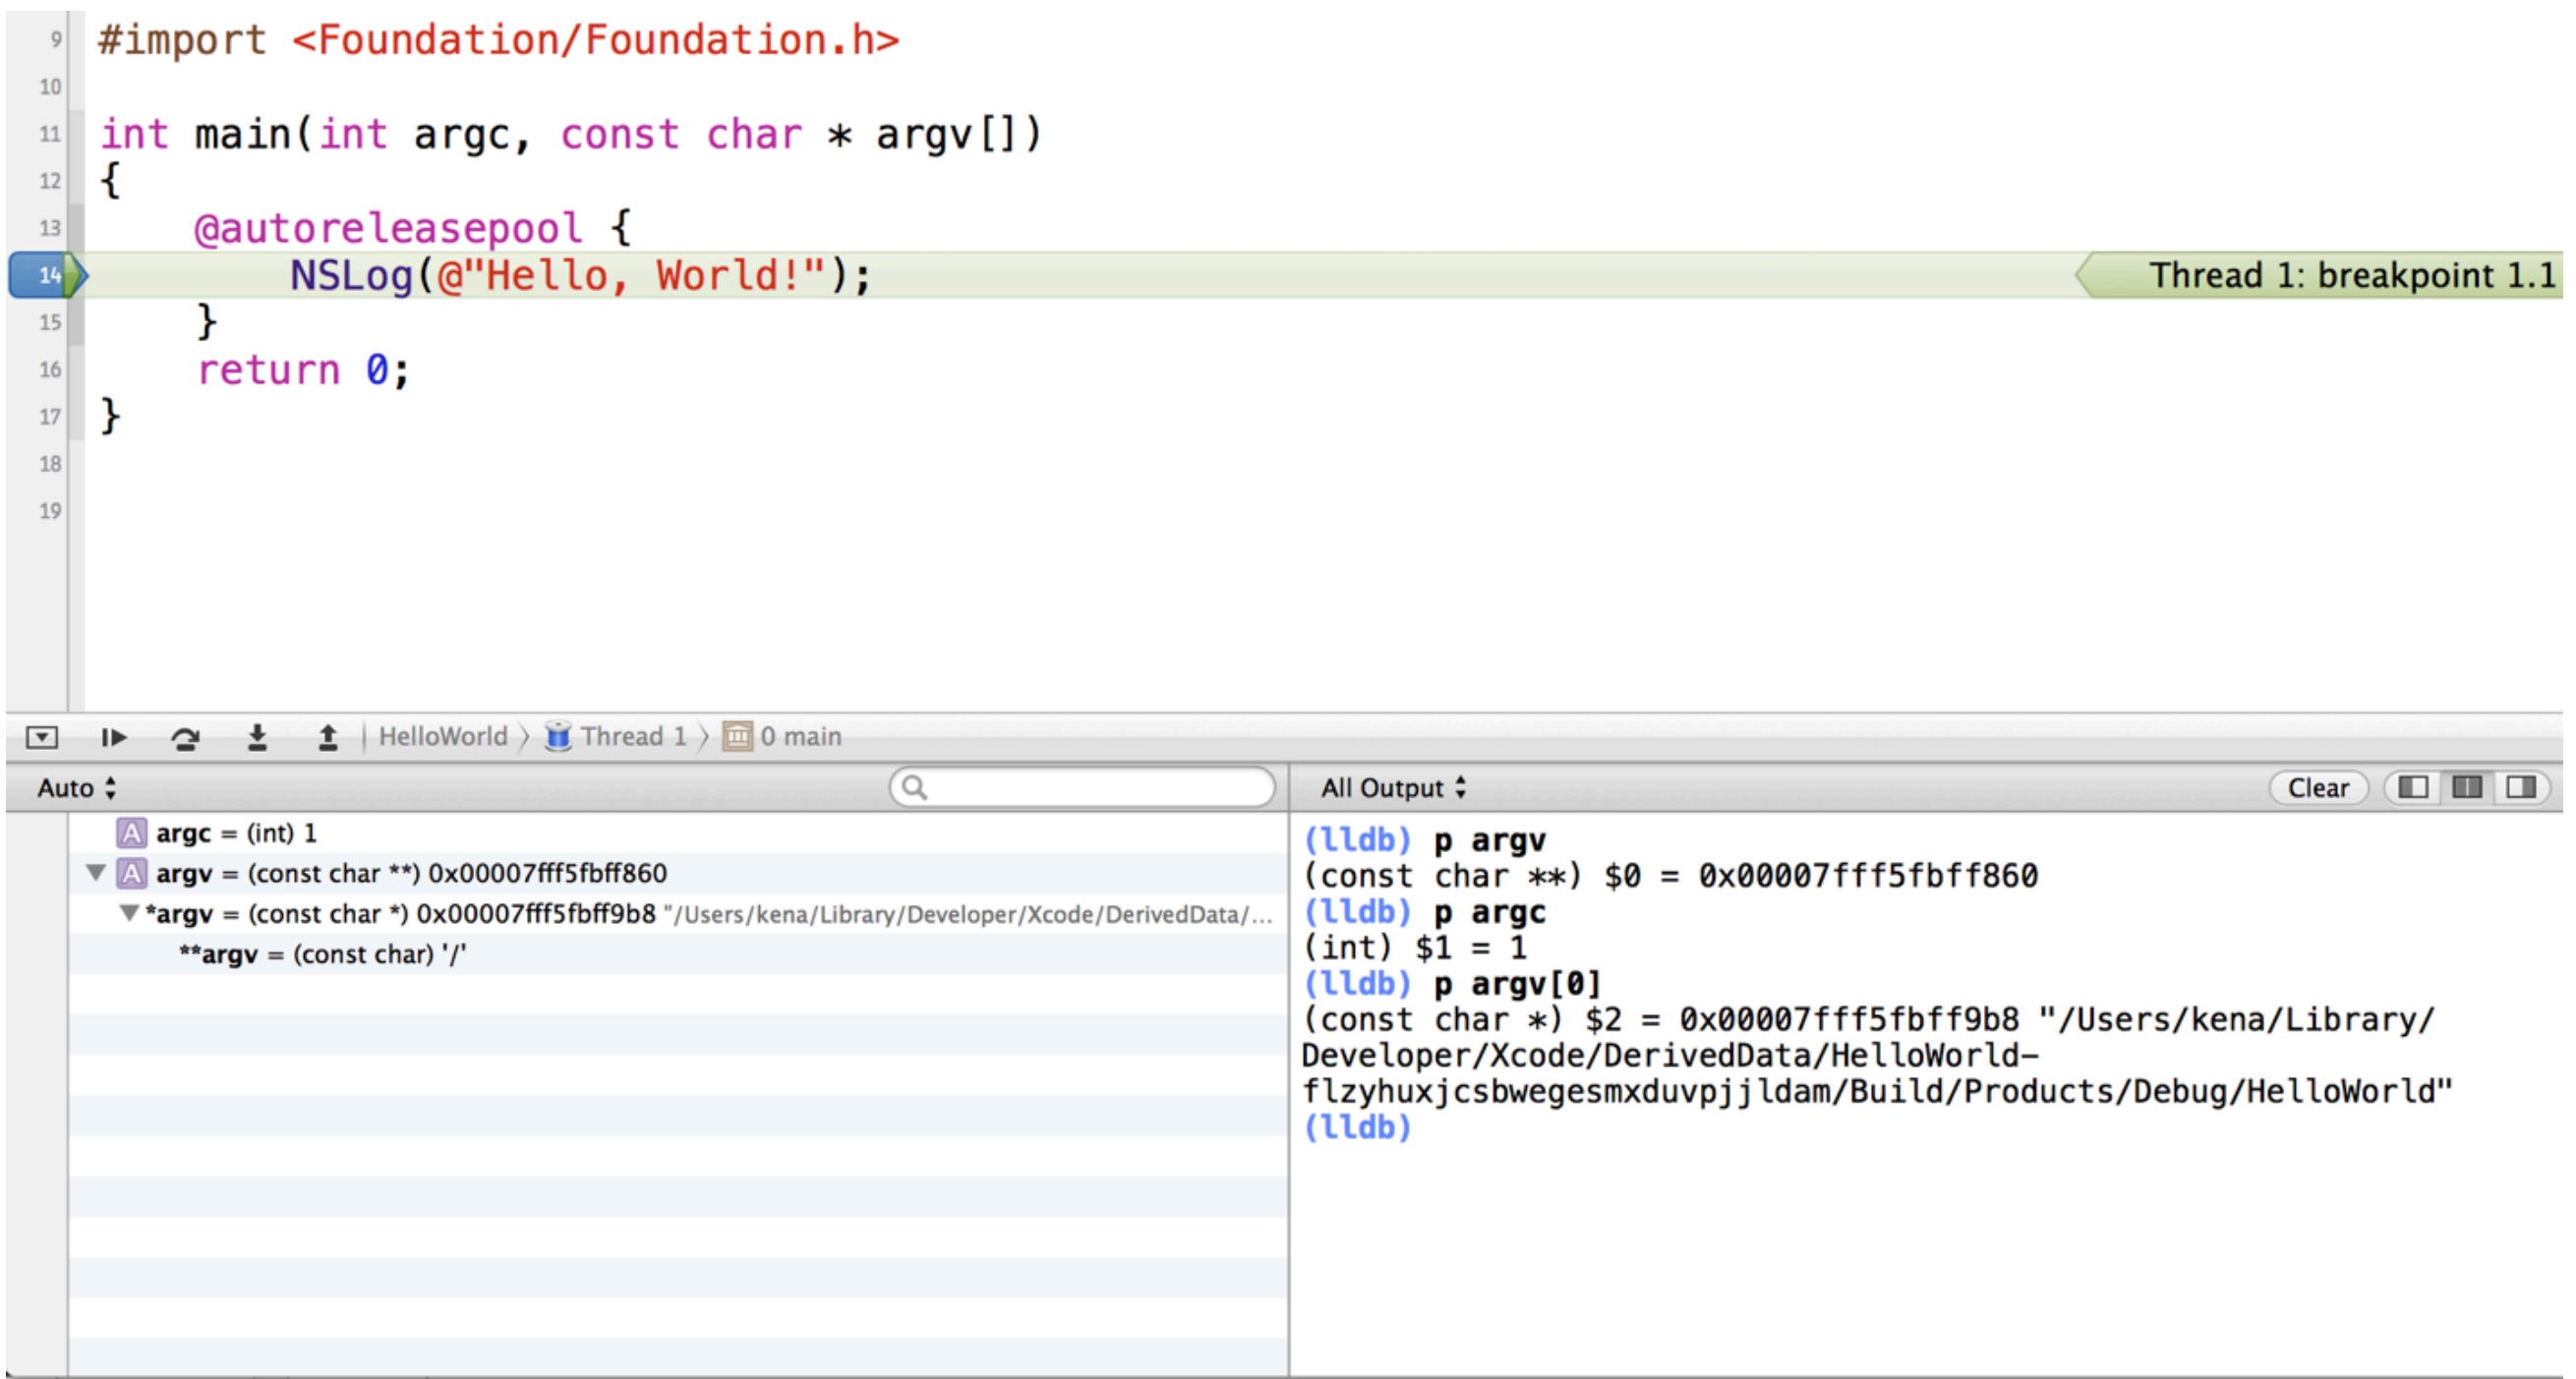 9 #import <Foundation/Foundation.h>
10
11 int main(int argc, const char * argv[])
12 {
13 @autoreleasepool {
14 NSLog(@"Hello, World!"); Thread 1: breakpoint 1.1
15 }
16 return 0;
17 }
18
19
HelloWorld Thread 1 0 main
Auto
All Output Clear
A argc = (int) 1
A argv = (const char **) 0x00007fff5fbff860
*argv = (const char *) 0x00007fff5fbff9b8 "/Users/kena/Library/Developer/Xcode/DerivedData/...
**argv = (const char) '/'
(lldb) p argv
(const char **) $0 = 0x00007fff5fbff860
(lldb) p argc
(int) $1 = 1
(lldb) p argv[0]
(const char *) $2 = 0x00007fff5fbff9b8 "/Users/kena/Library/
Developer/Xcode/DerivedData/HelloWorld-
flzyhuxjcsbwegesmxduvpjjldam/Build/Products/Debug/HelloWorld"
(lldb)